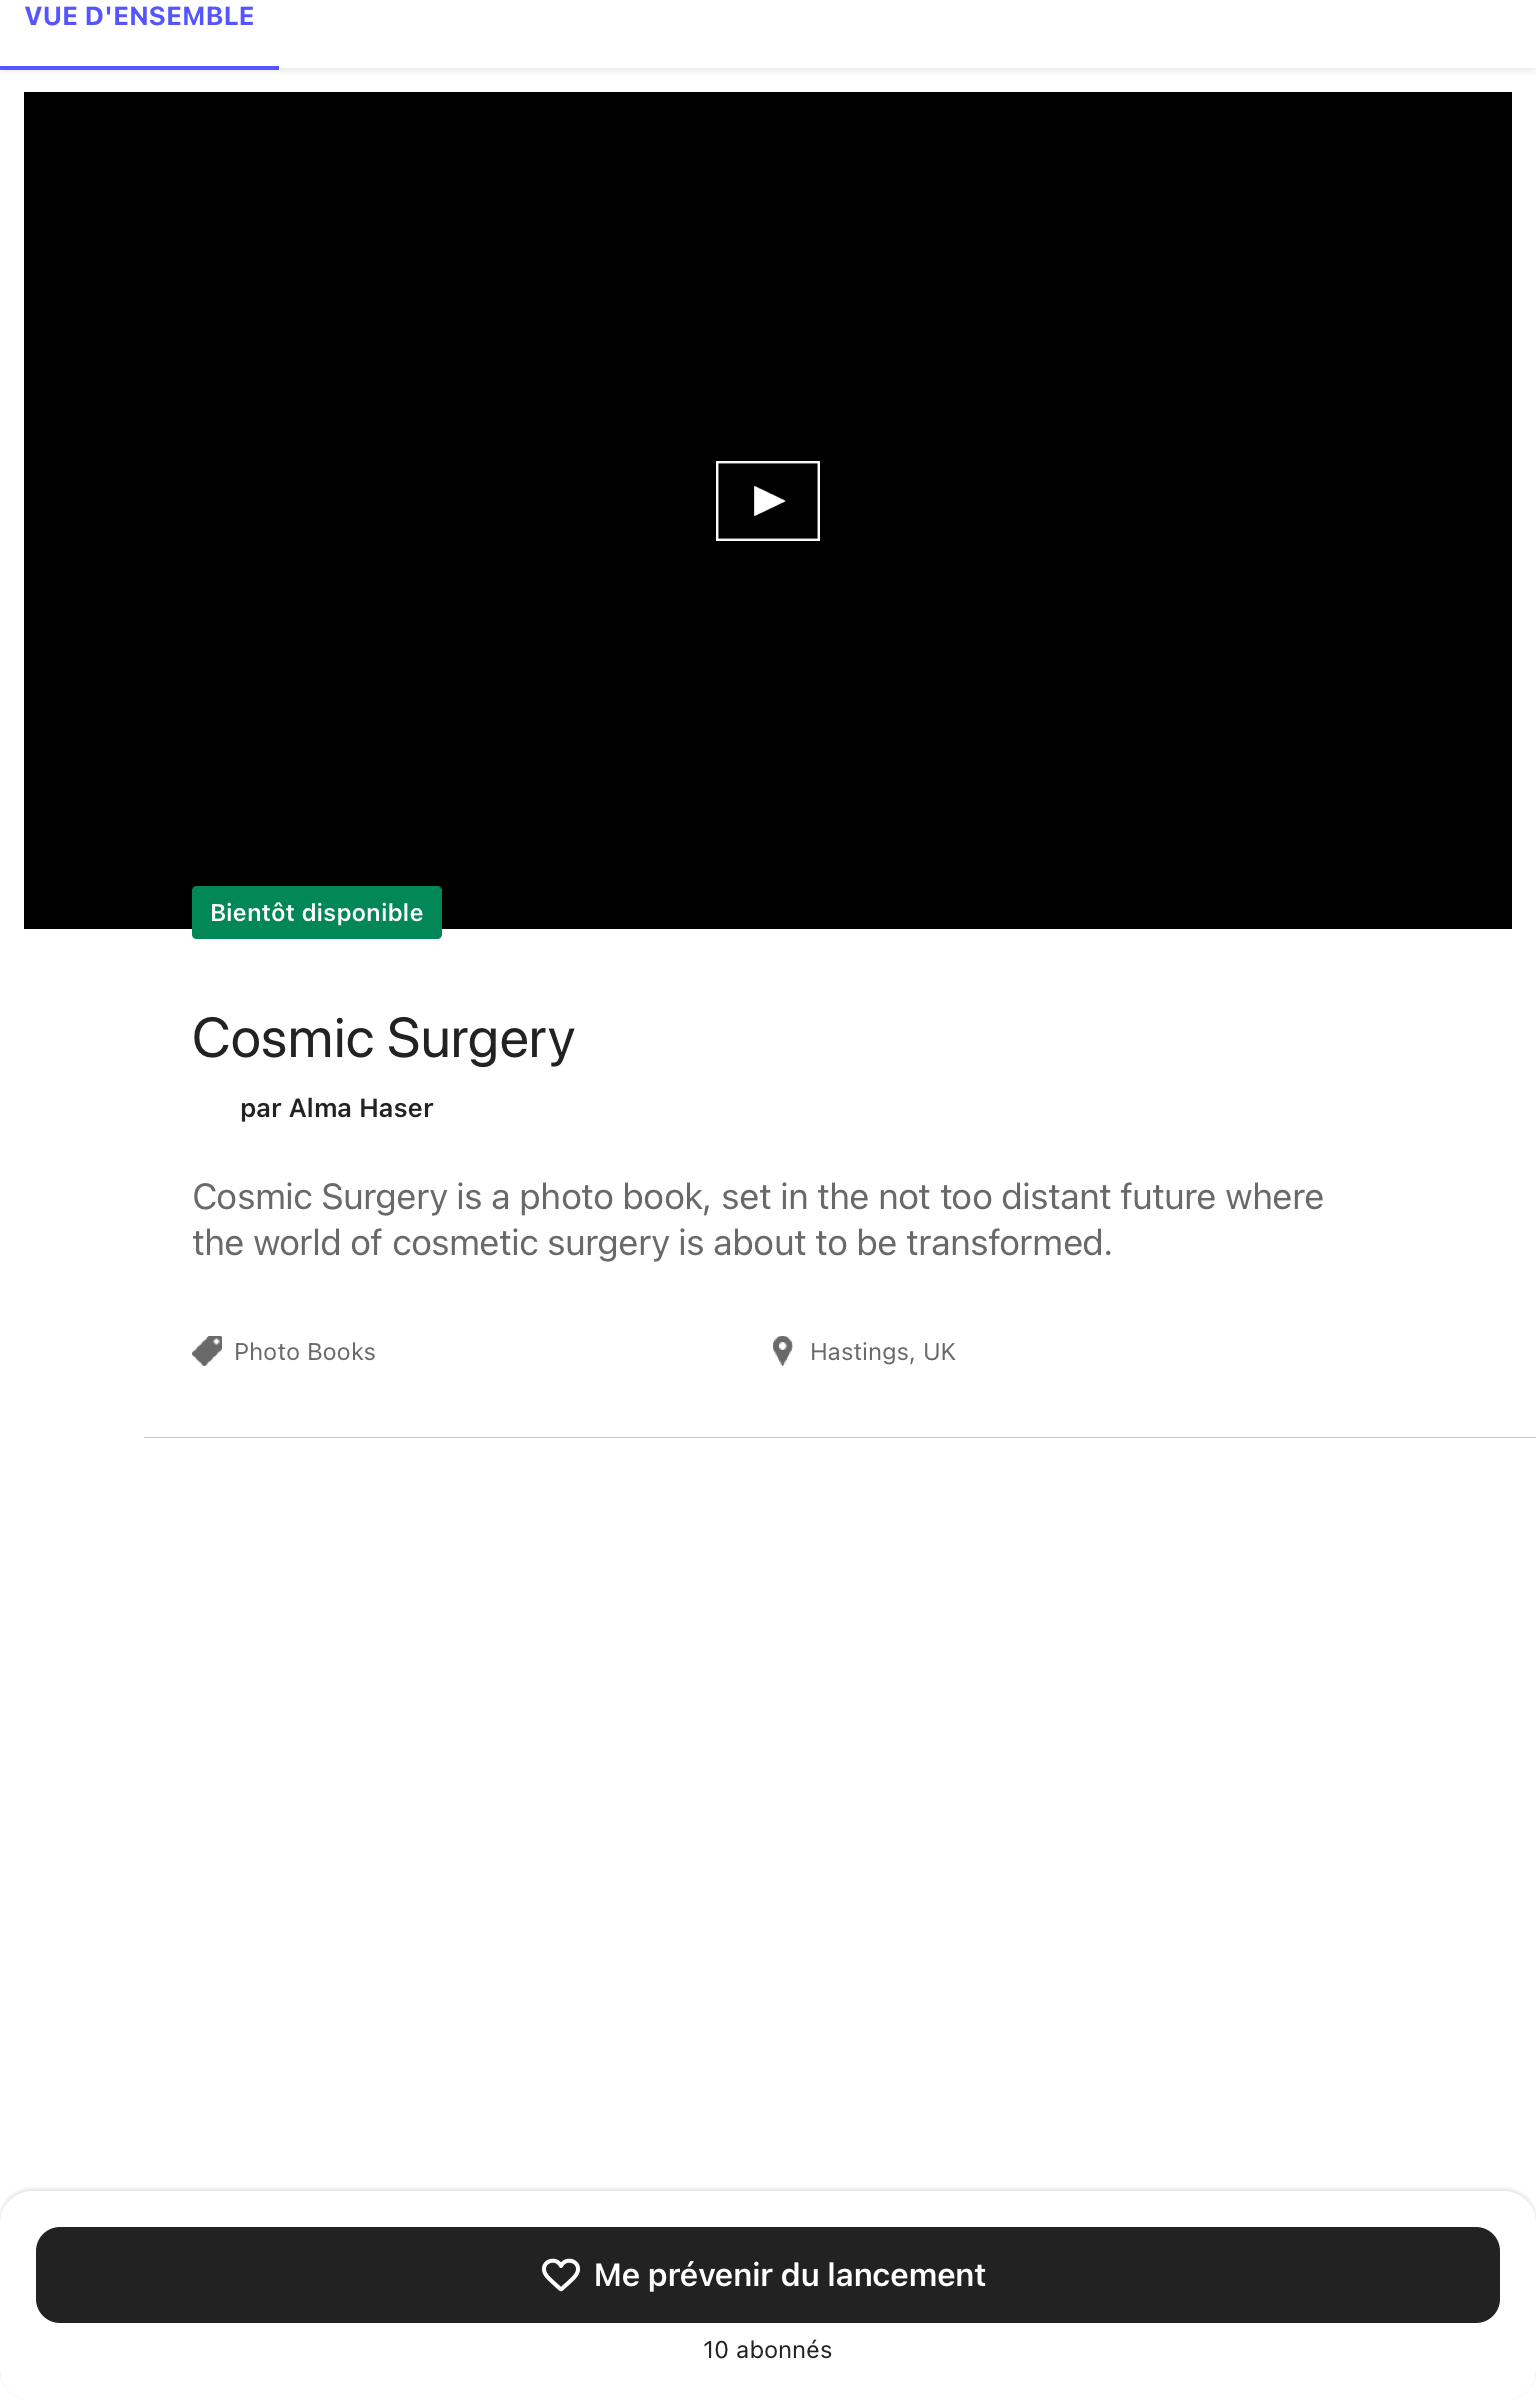 VUE D'ENSEMBLE
Bientôt disponible
Cosmic Surgery
par Alma Haser
Cosmic Surgery is a photo book, set in the not too distant future where
the world of cosmetic surgery is about to be transformed.
Photo Books
Hastings, UK
Me prévenir du lancement
10 abonnés